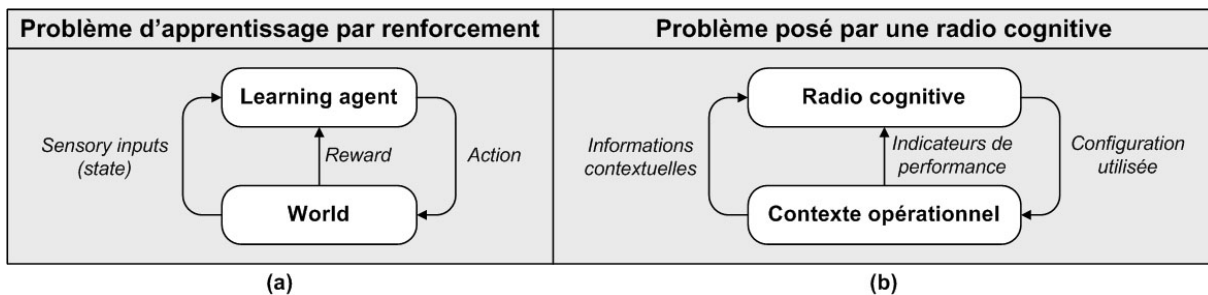 Problème d'apprentissage par renforcement
Learning agent
Sensory inputs
(state)
Reward
Action
World
(a)
Problème posé par une radio cognitive
Radio cognitive
Informations
contextuelles
Indicateurs de
performance
Configuration
utilisée
Contexte opérationnel
(b)